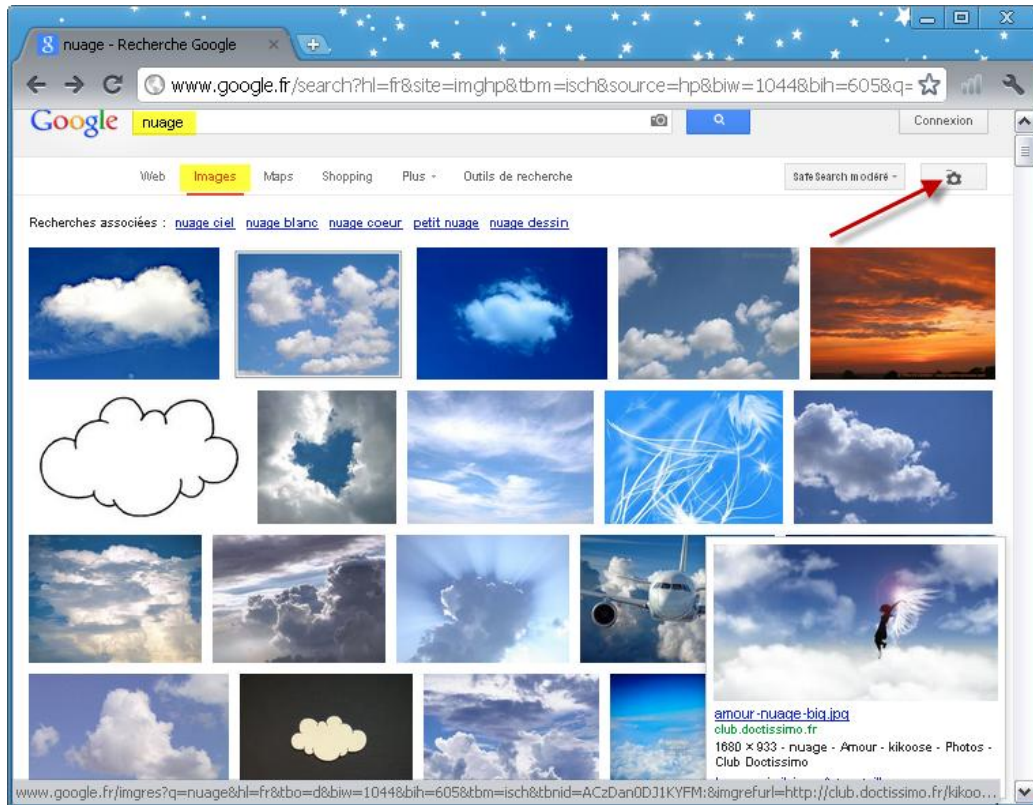 nuage - Recherche Google
www.google.fr/search?hl=fr&site=imghp&tbm=isch&source=hp&biw=1044&bih=605&q=
Google nuage Connexion
Web Images Maps Shopping Plus Outils de recherche SafeSearch modéré
Recherches associées : nuage ciel nuage blanc nuage coeur petit nuage nuage dessin
amour-nuage-big.jpg
club.doctissimo.fr
1680 × 933 - nuage - Amour - kikoose - Photos -
Club Doctissimo
www.google.fr/imgres?q=nuage&hl=fr&tbo=d&biw=1044&bih=605&tbm=isch&tbnid=ACzDan0DJ1KYFM:&imgrefurl=http://club.doctissimo.fr/kikoo...